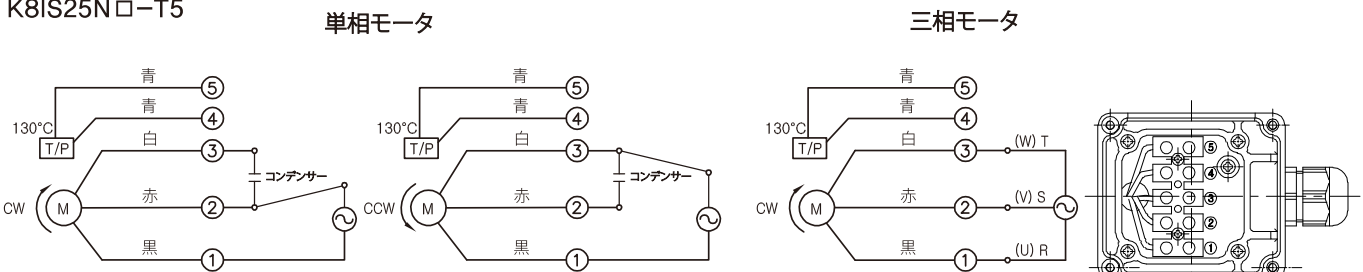 K8IS25N□-T5
単相モータ
三相モータ
青 ⑤
青 ④
130℃
T/P
白 ③
コンデンサー
CW
M
赤 ②
黒 ①
青 ⑤
青 ④
130℃
T/P
白 ③
コンデンサー
CCW
M
赤 ②
黒 ①
青 ⑤
青 ④
130℃
T/P
白 ③ (W) T
CW
M
赤 ② (V) S
黒 ① (U) R
⑤
④
③
②
①